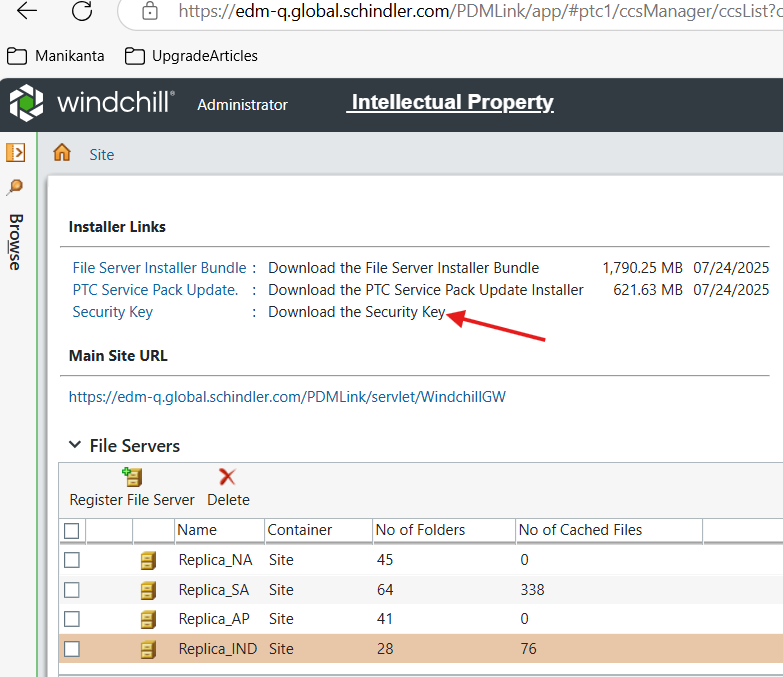 https://edm-q.global.schindler.com/PDMLink/app/#ptc1/ccsManager/ccsList?
Manikanta UpgradeArticles
windchill® Administrator Intellectual Property
Site
Browse
Installer Links
File Server Installer Bundle : Download the File Server Installer Bundle 1,790.25 MB 07/24/2025
PTC Service Pack Update. : Download the PTC Service Pack Update Installer 621.63 MB 07/24/2025
Security Key : Download the Security Key
Main Site URL
https://edm-q.global.schindler.com/PDMLink/servlet/WindchillGW
File Servers
Register File Server Delete
Name Container No of Folders No of Cached Files
Replica_NA Site 45 0
Replica_SA Site 64 338
Replica_AP Site 41 0
Replica_IND Site 28 76